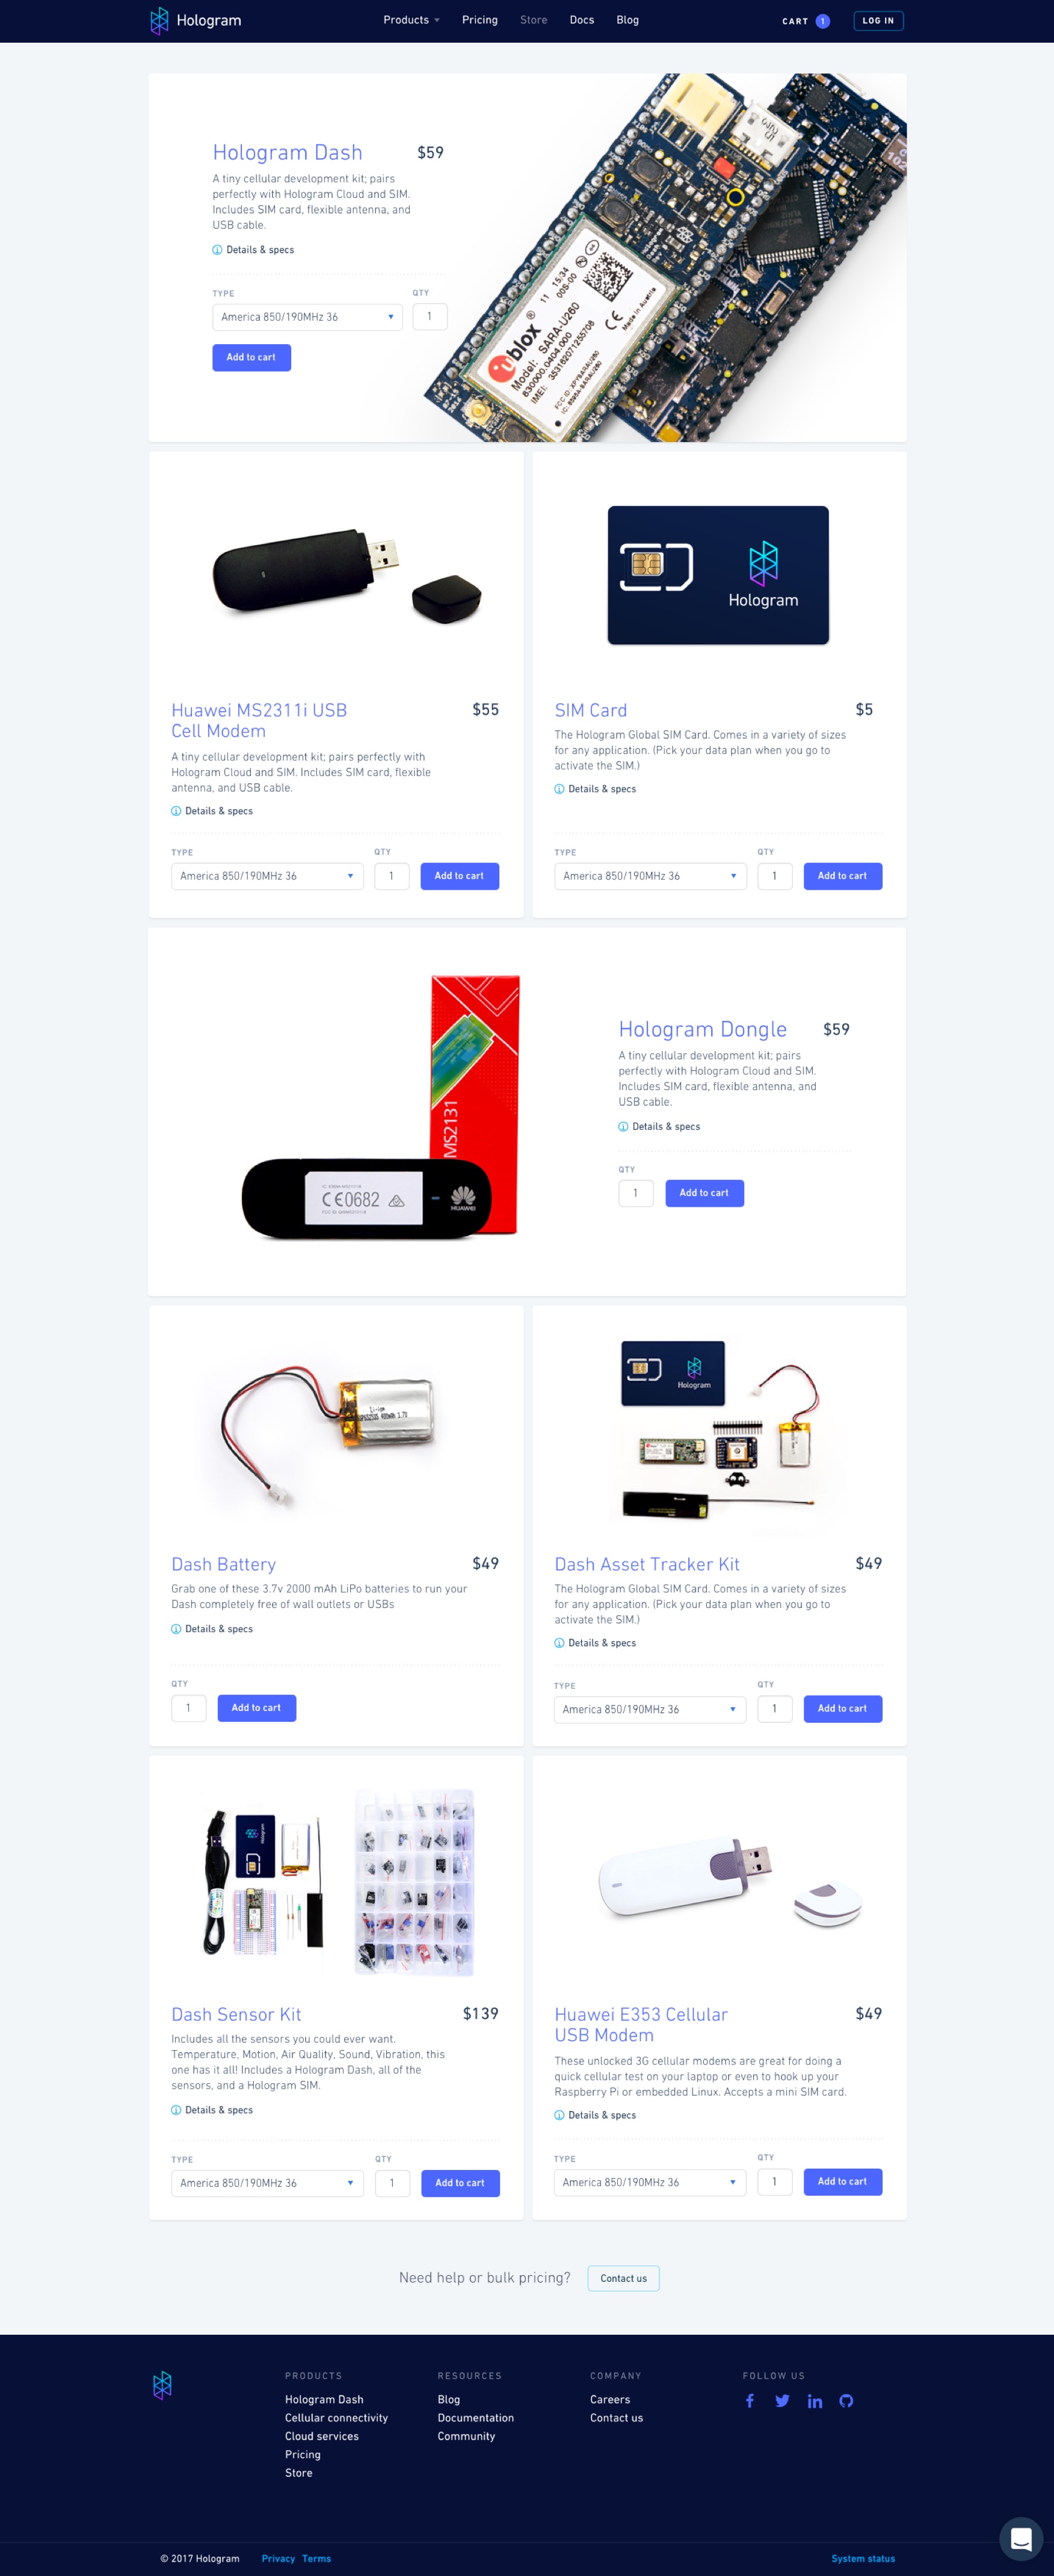 Hologram
Products
Pricing
Store
Docs
Blog
CART 1
LOG IN
Hologram Dash
$59
A tiny cellular development kit; pairs
perfectly with Hologram Cloud and SIM.
Includes SIM card, flexible antenna, and
USB cable.
Details & specs
TYPE
QTY
America 850/190MHz 36
1
Add to cart
ublox
11 15/34
00S-00
Model: SARA-U260
Made in Austria
CE
Hologram
Huawei MS2311i USB
Cell Modem
$55
A tiny cellular development kit; pairs perfectly with
Hologram Cloud and SIM. Includes SIM card, flexible
antenna, and USB cable.
Details & specs
TYPE
QTY
America 850/190MHz 36
1
Add to cart
SIM Card
$5
The Hologram Global SIM Card. Comes in a variety of sizes
for any application. (Pick your data plan when you go to
activate the SIM.)
Details & specs
TYPE
QTY
America 850/190MHz 36
1
Add to cart
MS2131
CE0682
HUAWEI
Hologram Dongle
$59
A tiny cellular development kit; pairs
perfectly with Hologram Cloud and SIM.
Includes SIM card, flexible antenna, and
USB cable.
Details & specs
QTY
1
Add to cart
Hologram
Dash Battery
$49
Grab one of these 3.7v 2000 mAh LiPo batteries to run your
Dash completely free of wall outlets or USBs
Details & specs
QTY
1
Add to cart
Dash Asset Tracker Kit
$49
The Hologram Global SIM Card. Comes in a variety of sizes
for any application. (Pick your data plan when you go to
activate the SIM.)
Details & specs
TYPE
QTY
America 850/190MHz 36
1
Add to cart
Hologram
Dash Sensor Kit
$139
Includes all the sensors you could ever want.
Temperature, Motion, Air Quality, Sound, Vibration, this
one has it all! Includes a Hologram Dash, all of the
sensors, and a Hologram SIM.
Details & specs
TYPE
QTY
America 850/190MHz 36
1
Add to cart
Huawei E353 Cellular
USB Modem
$49
These unlocked 3G cellular modems are great for doing a
quick cellular test on your laptop or even to hook up your
Raspberry Pi or embedded Linux. Accepts a mini SIM card.
Details & specs
TYPE
QTY
America 850/190MHz 36
1
Add to cart
Need help or bulk pricing?
Contact us
PRODUCTS
Hologram Dash
Cellular connectivity
Cloud services
Pricing
Store
RESOURCES
Blog
Documentation
Community
COMPANY
Careers
Contact us
FOLLOW US
© 2017 Hologram
Privacy
Terms
System status